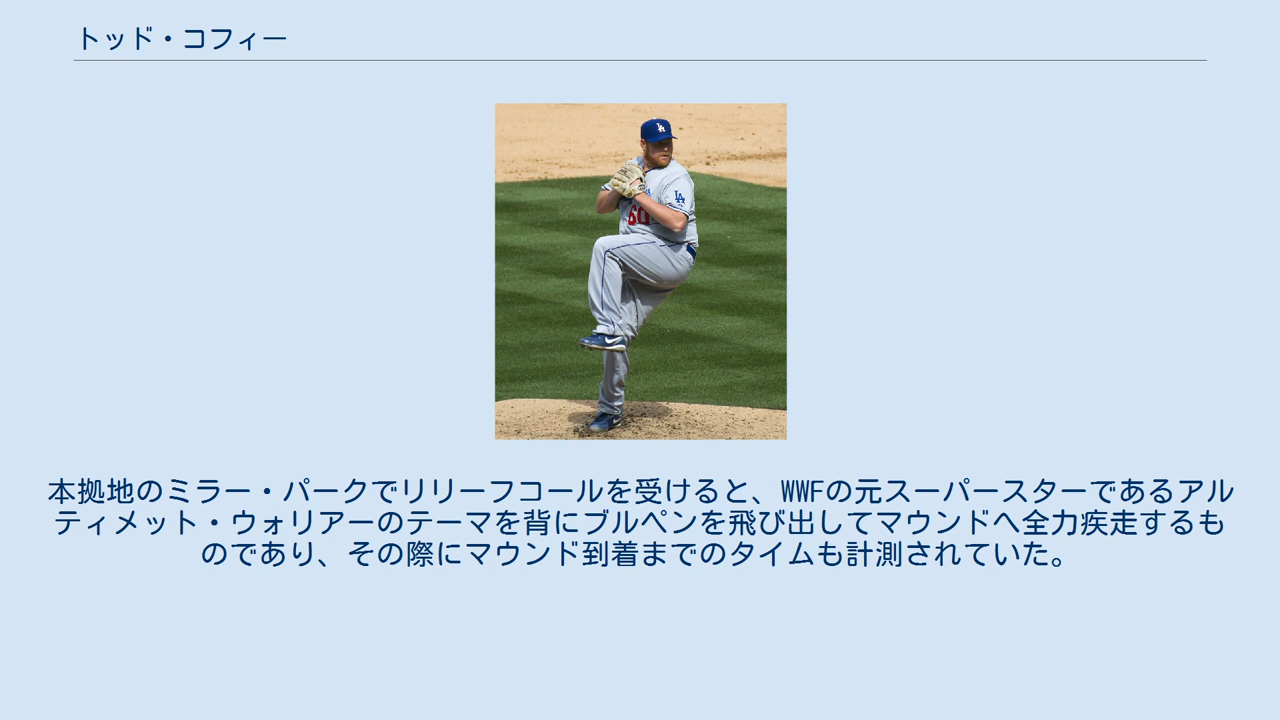 トッド・コフィー
LA
LA
60
本拠地のミラー・パークでリリーフコールを受けると、WWFの元スーパースターであるアル
ティメット・ウォリアーのテーマを背にブルペンを飛び出してマウンドへ全力疾走するも
のであり、その際にマウンド到着までのタイムも計測されていた。